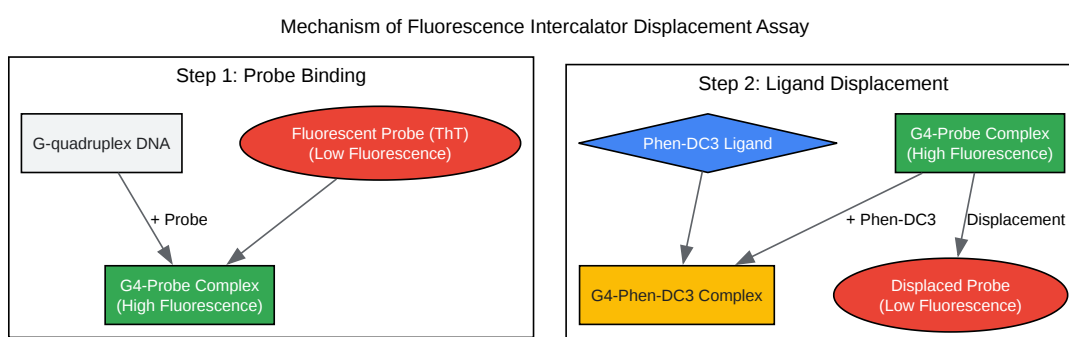 Mechanism of Fluorescence Intercalator Displacement Assay
Step 1: Probe Binding
G-quadruplex DNA
Fluorescent Probe (ThT)
(Low Fluorescence)
+ Probe
G4-Probe Complex
(High Fluorescence)
Step 2: Ligand Displacement
Phen-DC3 Ligand
G4-Probe Complex
(High Fluorescence)
+ Phen-DC3
Displacement
G4-Phen-DC3 Complex
Displaced Probe
(Low Fluorescence)